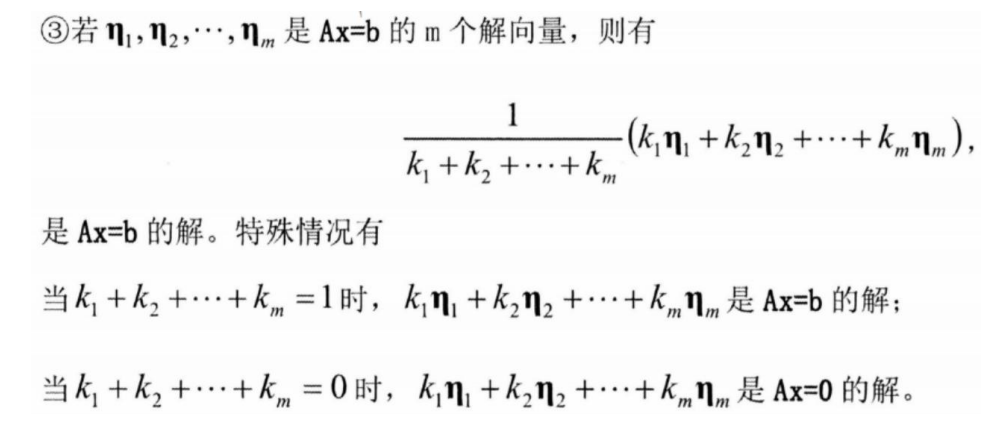 ③若 η₁,η₂,⋯,ηₘ 是 Ax=b 的 m 个解向量，则有
1/(k₁+k₂+⋯+kₘ) (k₁η₁+k₂η₂+⋯+kₘηₘ),
是 Ax=b 的解。特殊情况有
当 k₁+k₂+⋯+kₘ=1 时，k₁η₁+k₂η₂+⋯+kₘηₘ 是 Ax=b 的解；
当 k₁+k₂+⋯+kₘ=0 时，k₁η₁+k₂η₂+⋯+kₘηₘ 是 Ax=0 的解。